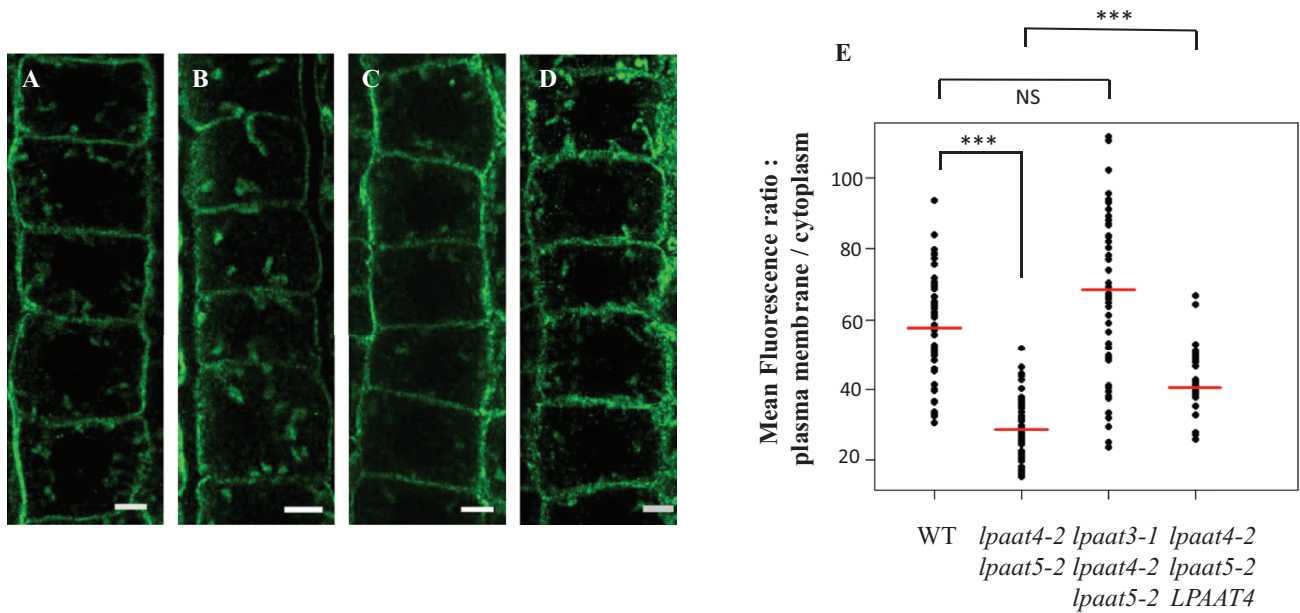 A B C D
E
***
NS
***
Mean Fluorescence ratio :
plasma membrane / cytoplasm
100
80
60
40
20
WT lpaat4-2 lpaat3-1 lpaat4-2
lpaat5-2 lpaat4-2 lpaat5-2
lpaat5-2 LPAAT4